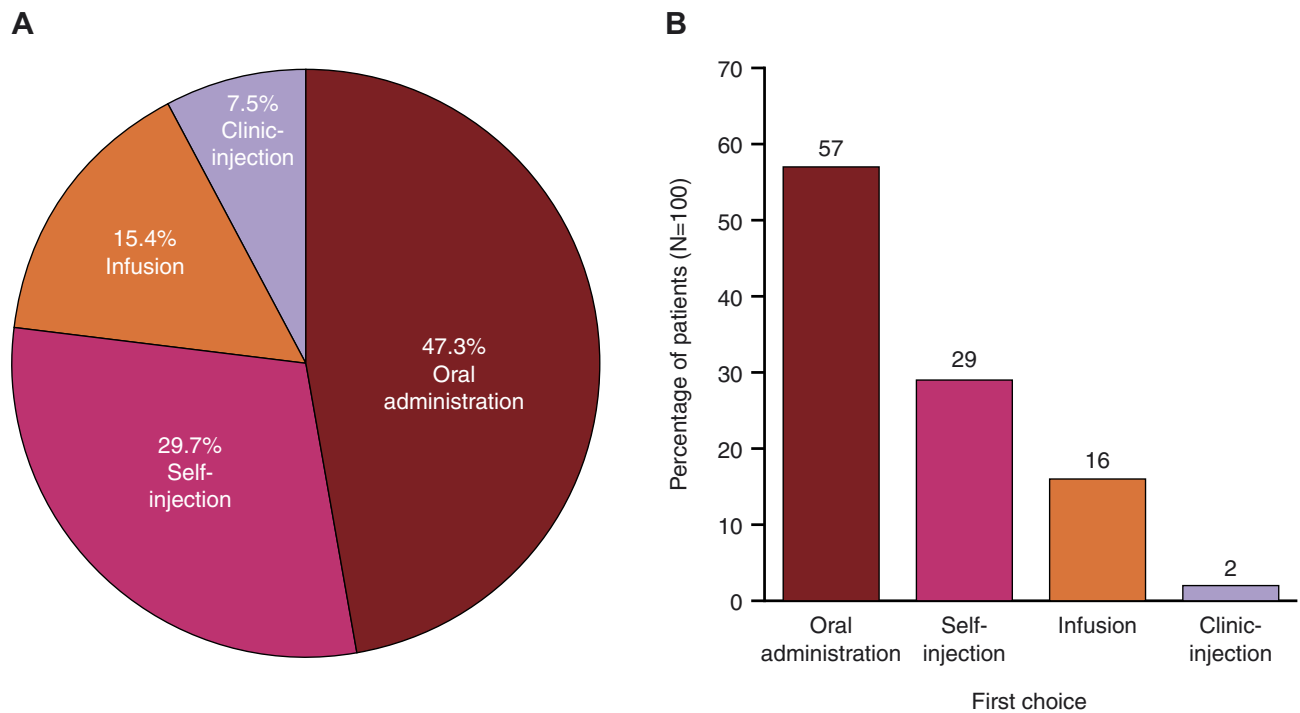 A
7.5%
Clinic-
injection
15.4%
Infusion
47.3%
Oral
administration
29.7%
Self-
injection
B
Percentage of patients (N=100)
70
60
50
40
30
20
10
0
57
29
16
2
Oral
administration
Self-
injection
Infusion
Clinic-
injection
First choice